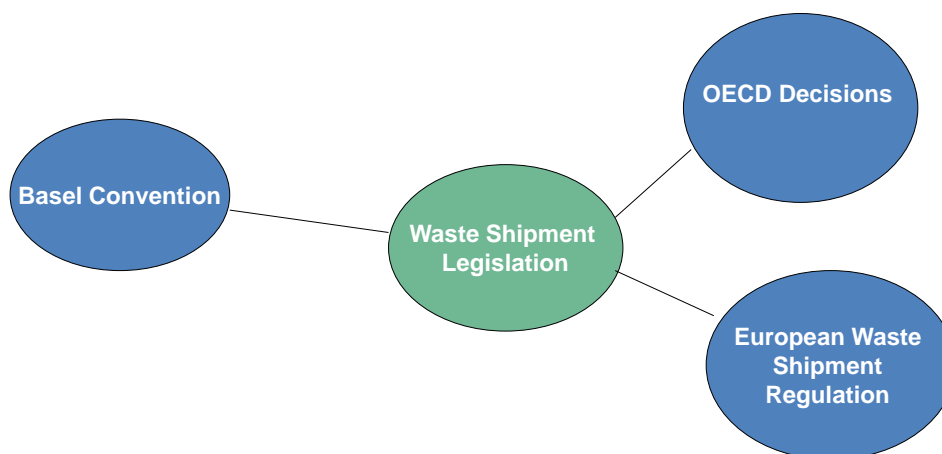 OECD Decisions
Basel Convention
Waste Shipment
Legislation
European Waste
Shipment
Regulation